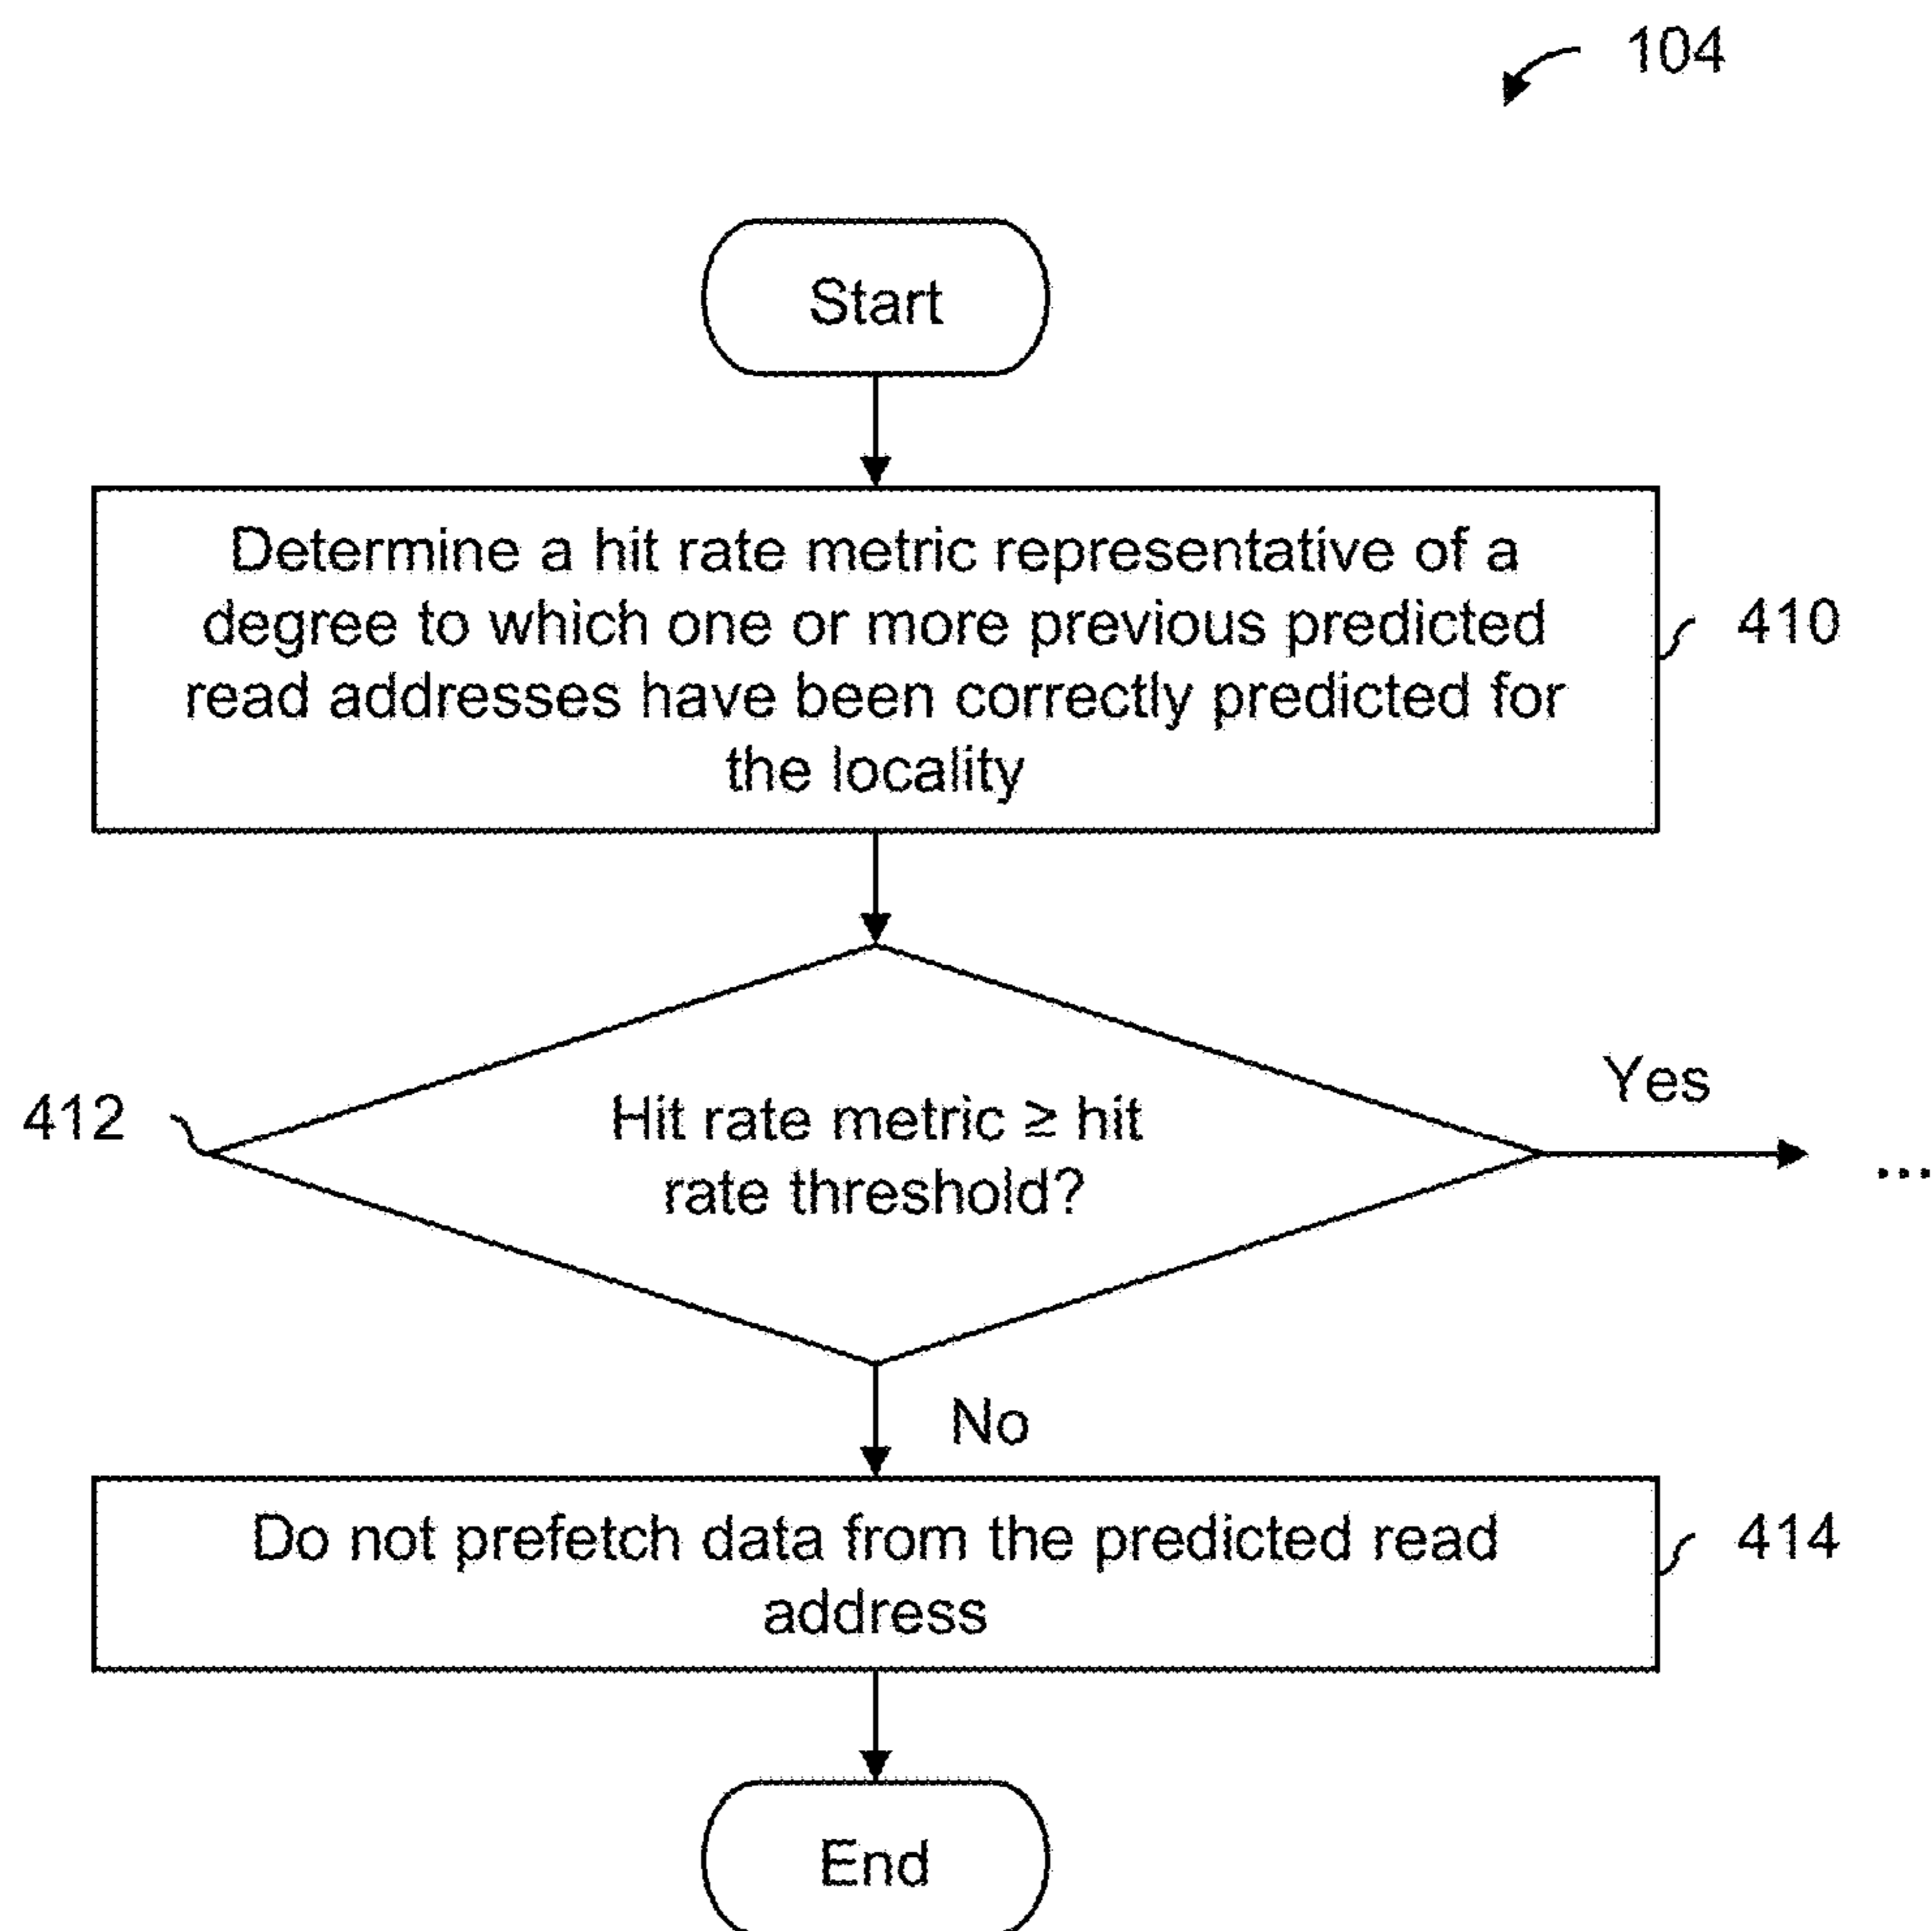 104
Start
Determine a hit rate metric representative of a
degree to which one or more previous predicted
read addresses have been correctly predicted for
the locality
410
412
Hit rate metric ≥ hit
rate threshold?
Yes
...
No
Do not prefetch data from the predicted read
address
414
End